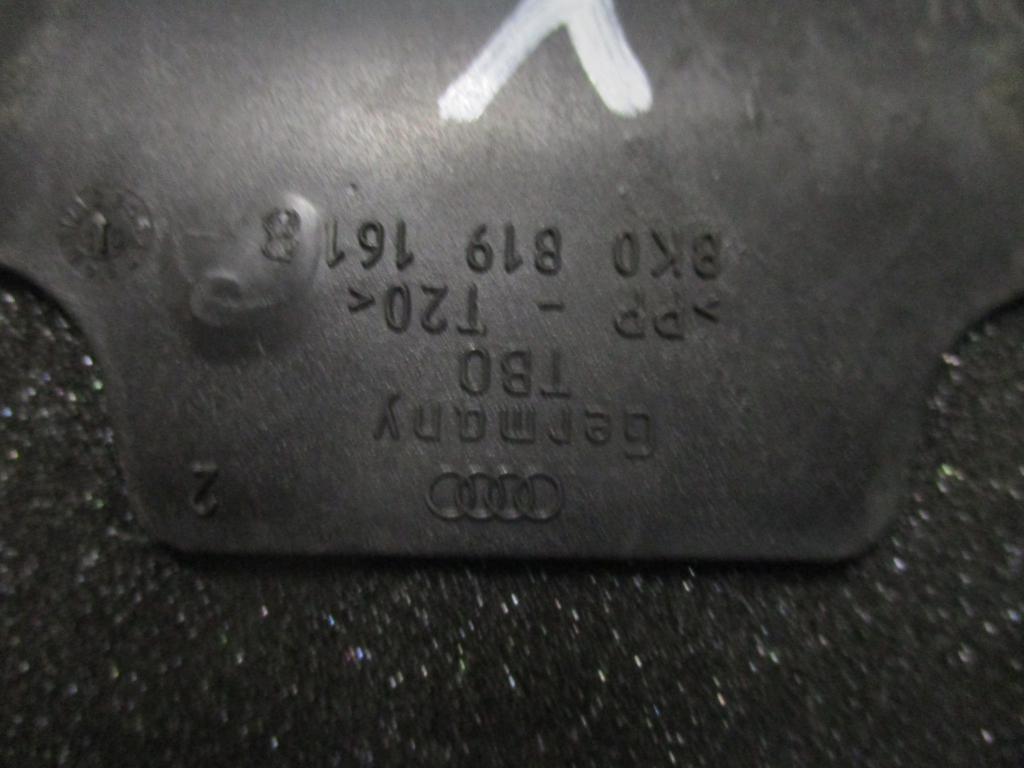 2
Germany
TBO
>PP - T20<
8K0 819 161 B